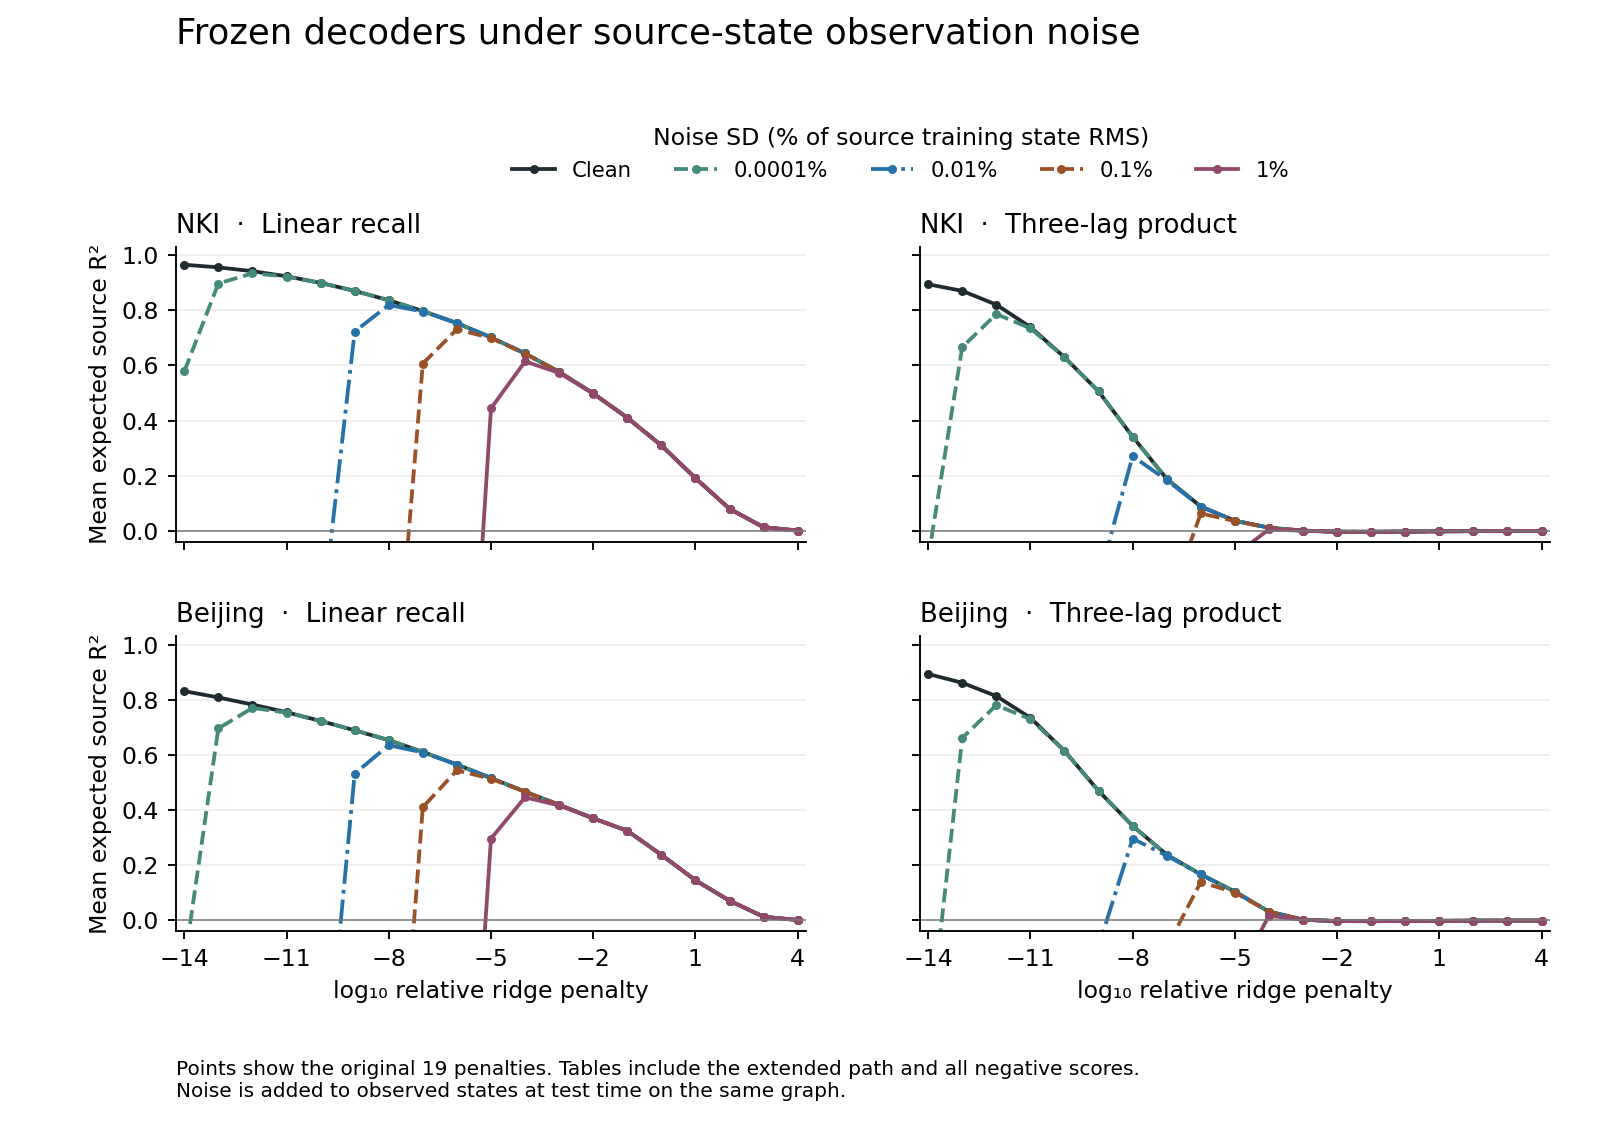 Frozen decoders under source-state observation noise
Noise SD (% of source training state RMS)
Clean 0.0001% 0.01% 0.1% 1%
NKI · Linear recall
Mean expected source R²
1.0
0.8
0.6
0.4
0.2
0.0
NKI · Three-lag product
Beijing · Linear recall
Mean expected source R²
1.0
0.8
0.6
0.4
0.2
0.0
−14 −11 −8 −5 −2 1 4
log₁₀ relative ridge penalty
Beijing · Three-lag product
−14 −11 −8 −5 −2 1 4
log₁₀ relative ridge penalty
Points show the original 19 penalties. Tables include the extended path and all negative scores.
Noise is added to observed states at test time on the same graph.